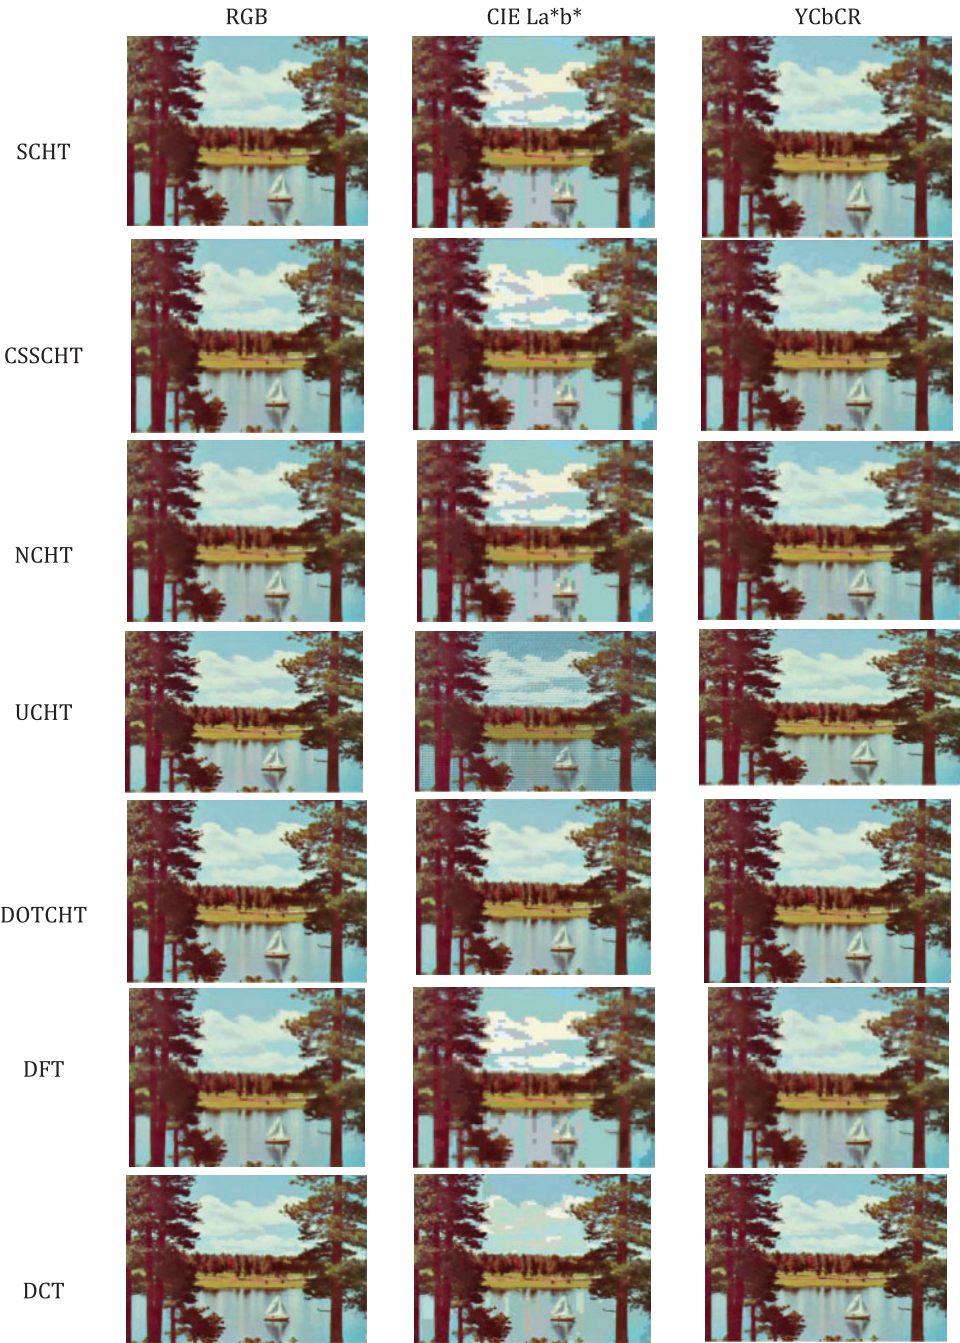 RGB CIE La*b* YCbCR
SCHT
CSSCHT
NCHT
UCHT
DOTCHT
DFT
DCT